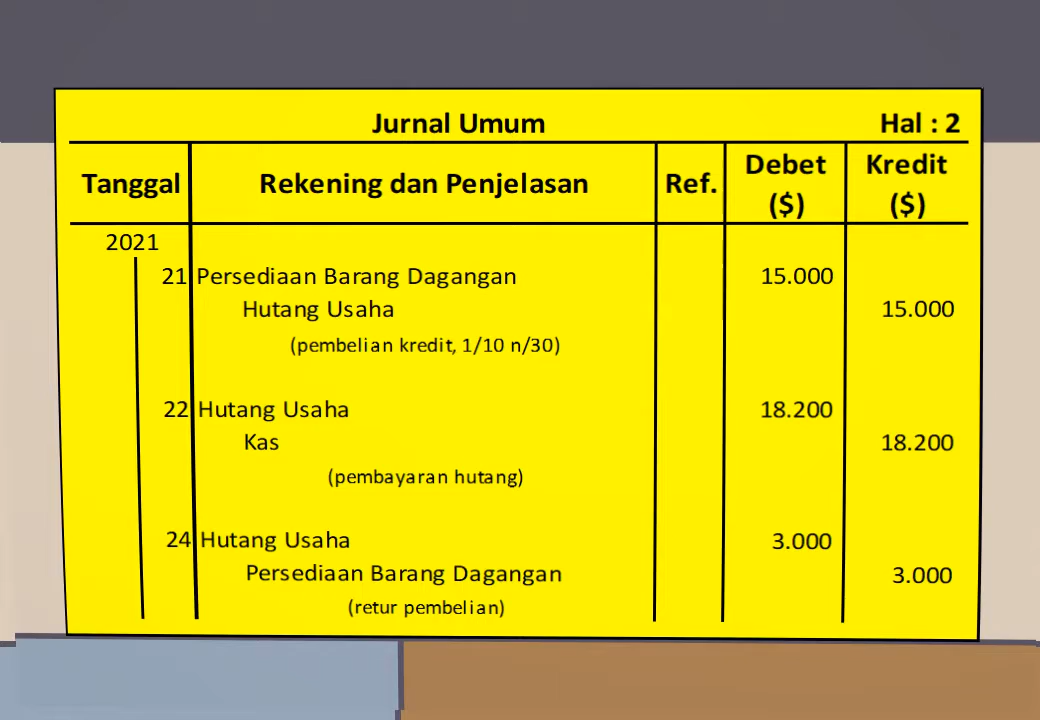 Jurnal Umum Hal : 2
Tanggal Rekening dan Penjelasan Ref. Debet ($) Kredit ($)
2021
21 Persediaan Barang Dagangan 15.000
Hutang Usaha 15.000
(pembelian kredit, 1/10 n/30)
22 Hutang Usaha 18.200
Kas 18.200
(pembayaran hutang)
24 Hutang Usaha 3.000
Persediaan Barang Dagangan 3.000
(retur pembelian)